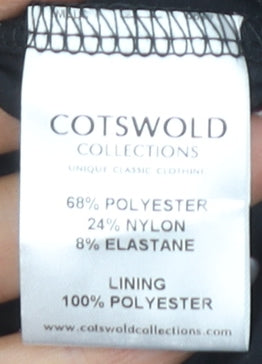 COTSWOLD
COLLECTIONS
UNIQUE CLASSIC CLOTHING
68% POLYESTER
24% NYLON
8% ELASTANE
LINING
100% POLYESTER
www.cotswoldcollections.com